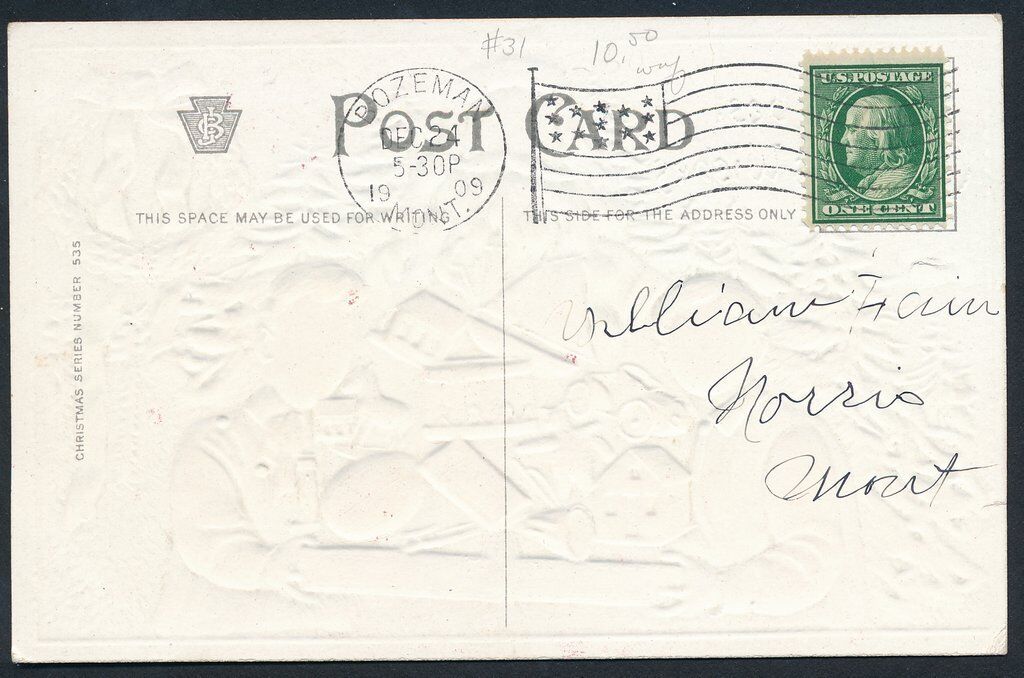 #31
10.50
POST CARD
BOZEMAN
DEC 24
5-30P
19 09
MONT.
U.S. POSTAGE
ONE CENT
THIS SPACE MAY BE USED FOR WRITING
THIS SIDE FOR THE ADDRESS ONLY
CHRISTMAS SERIES NUMBER 535
William Fain
Norris
Mont